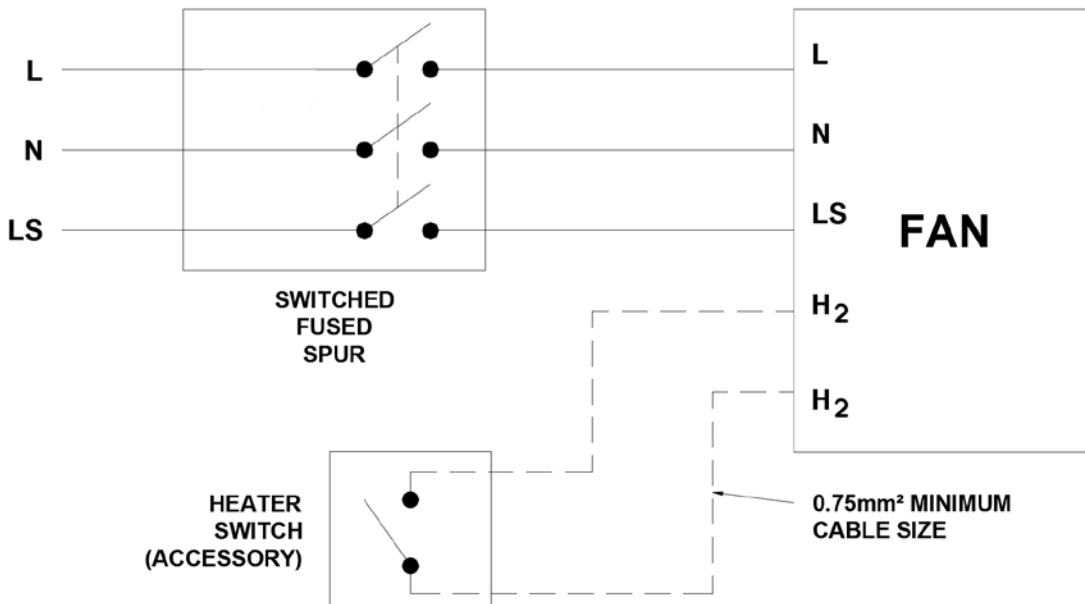 L
N
LS
SWITCHED
FUSED
SPUR
L
N
LS
FAN
H2
H2
HEATER
SWITCH
(ACCESSORY)
0.75mm² MINIMUM
CABLE SIZE